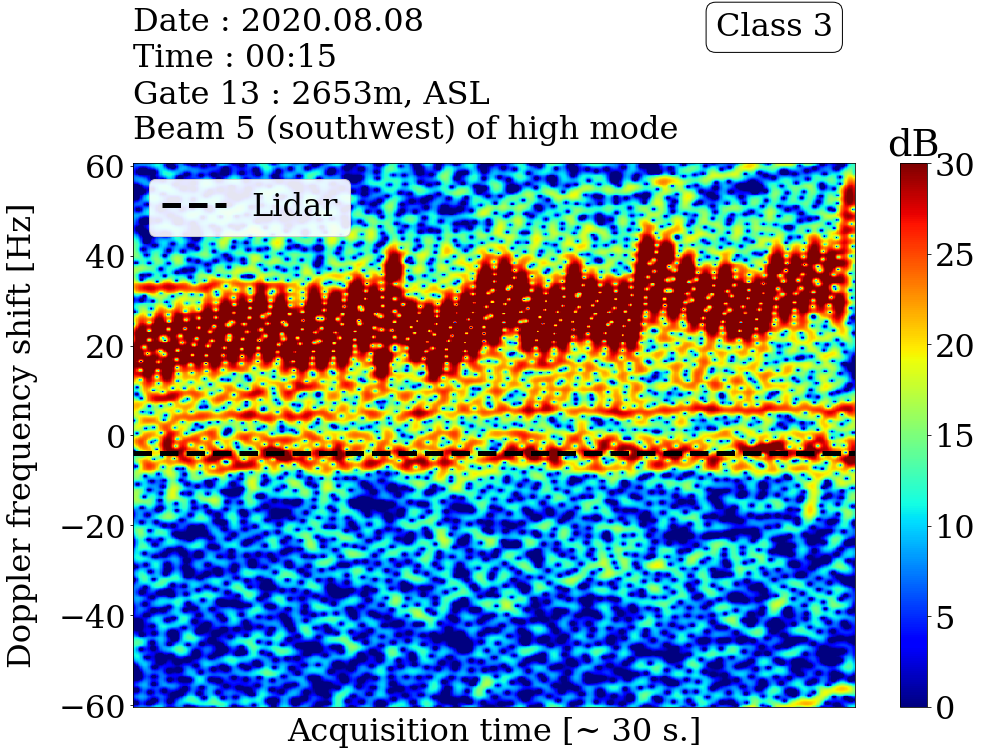 Date : 2020.08.08
Time : 00:15
Gate 13 : 2653m, ASL
Beam 5 (southwest) of high mode
Class 3
dB
Lidar
Doppler frequency shift [Hz]
60
40
20
0
−20
−40
−60
30
25
20
15
10
5
0
Acquisition time [~ 30 s.]